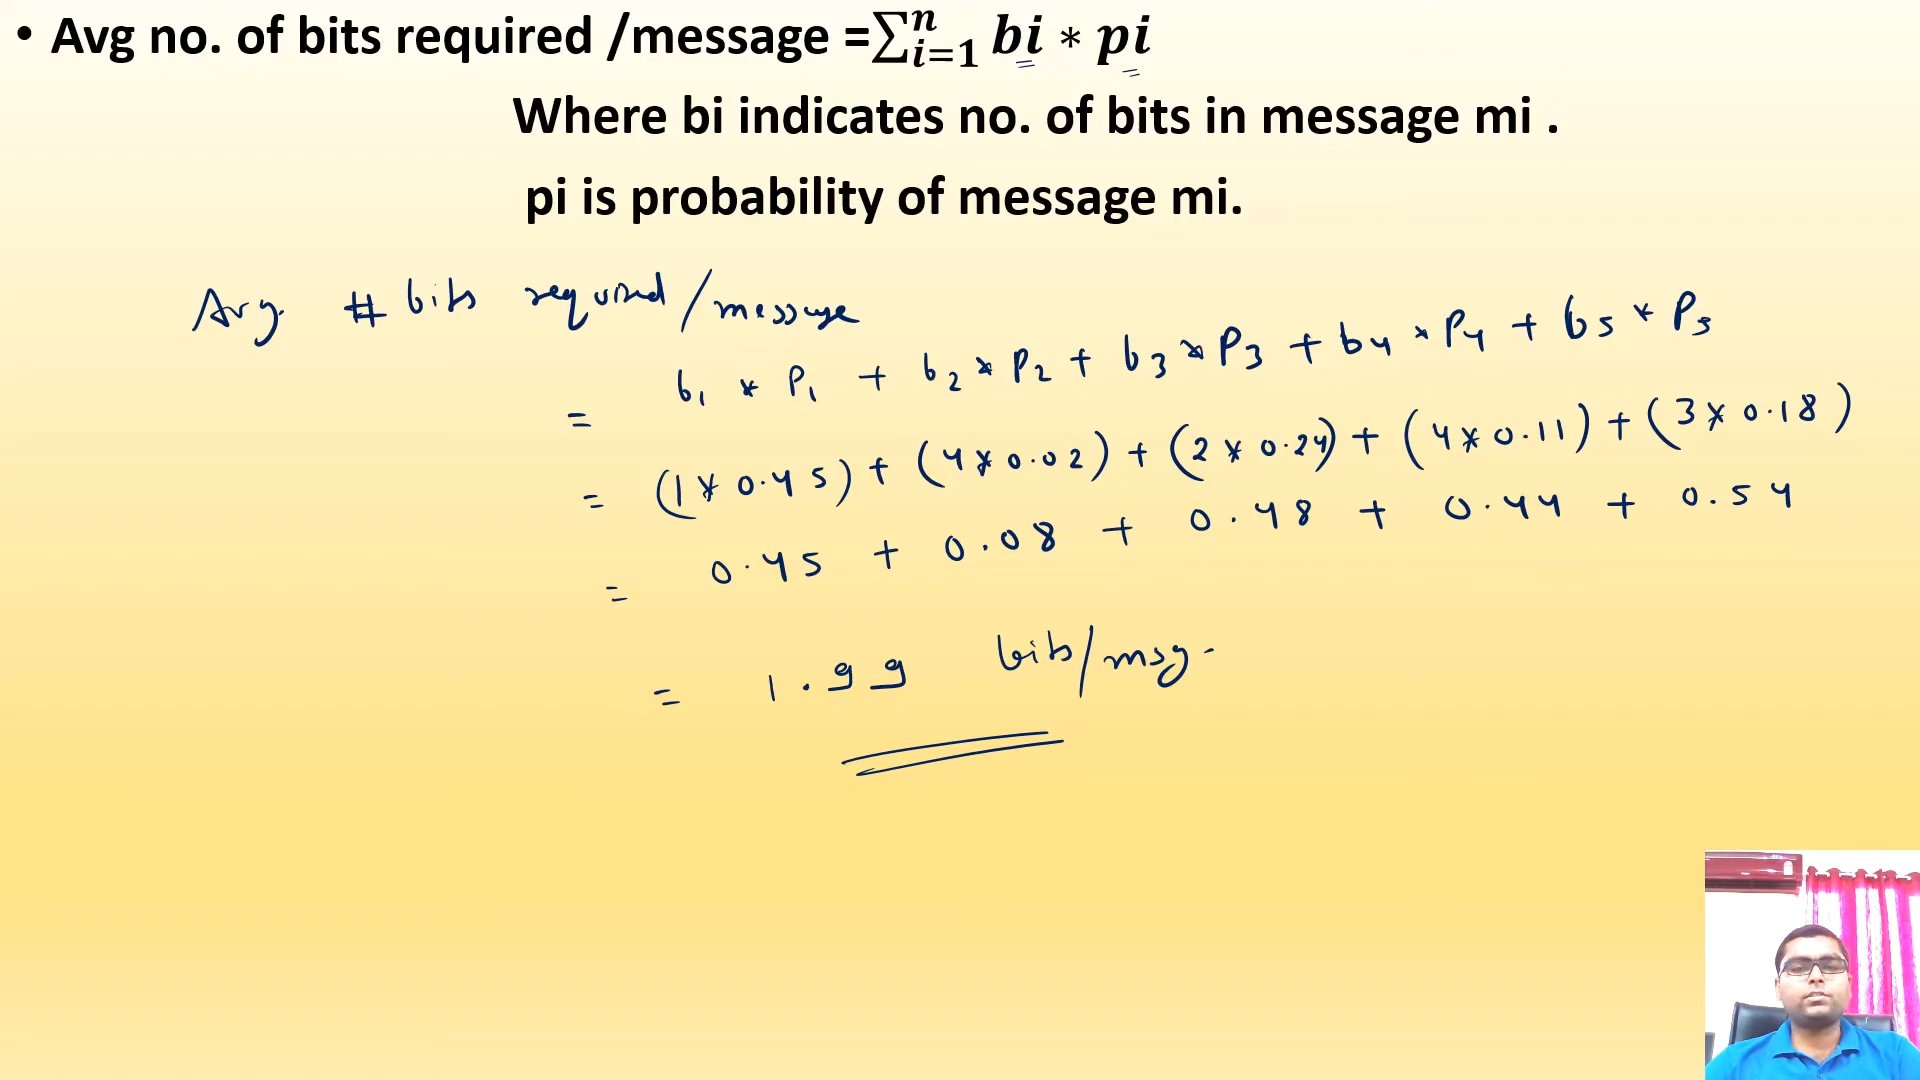 • Avg no. of bits required /message =∑ⁿᵢ₌₁ bi * pi
Where bi indicates no. of bits in message mi .
pi is probability of message mi.
Avg. # bits required/message
= b₁ * P₁ + b₂ * P₂ + b₃ * P₃ + b₄ * P₄ + b₅ * P₅
= (1 * 0.45) + (4 * 0.02) + (2 * 0.24) + (4 * 0.11) + (3 * 0.18)
= 0.45 + 0.08 + 0.48 + 0.44 + 0.54
= 1.99 bits/msg.